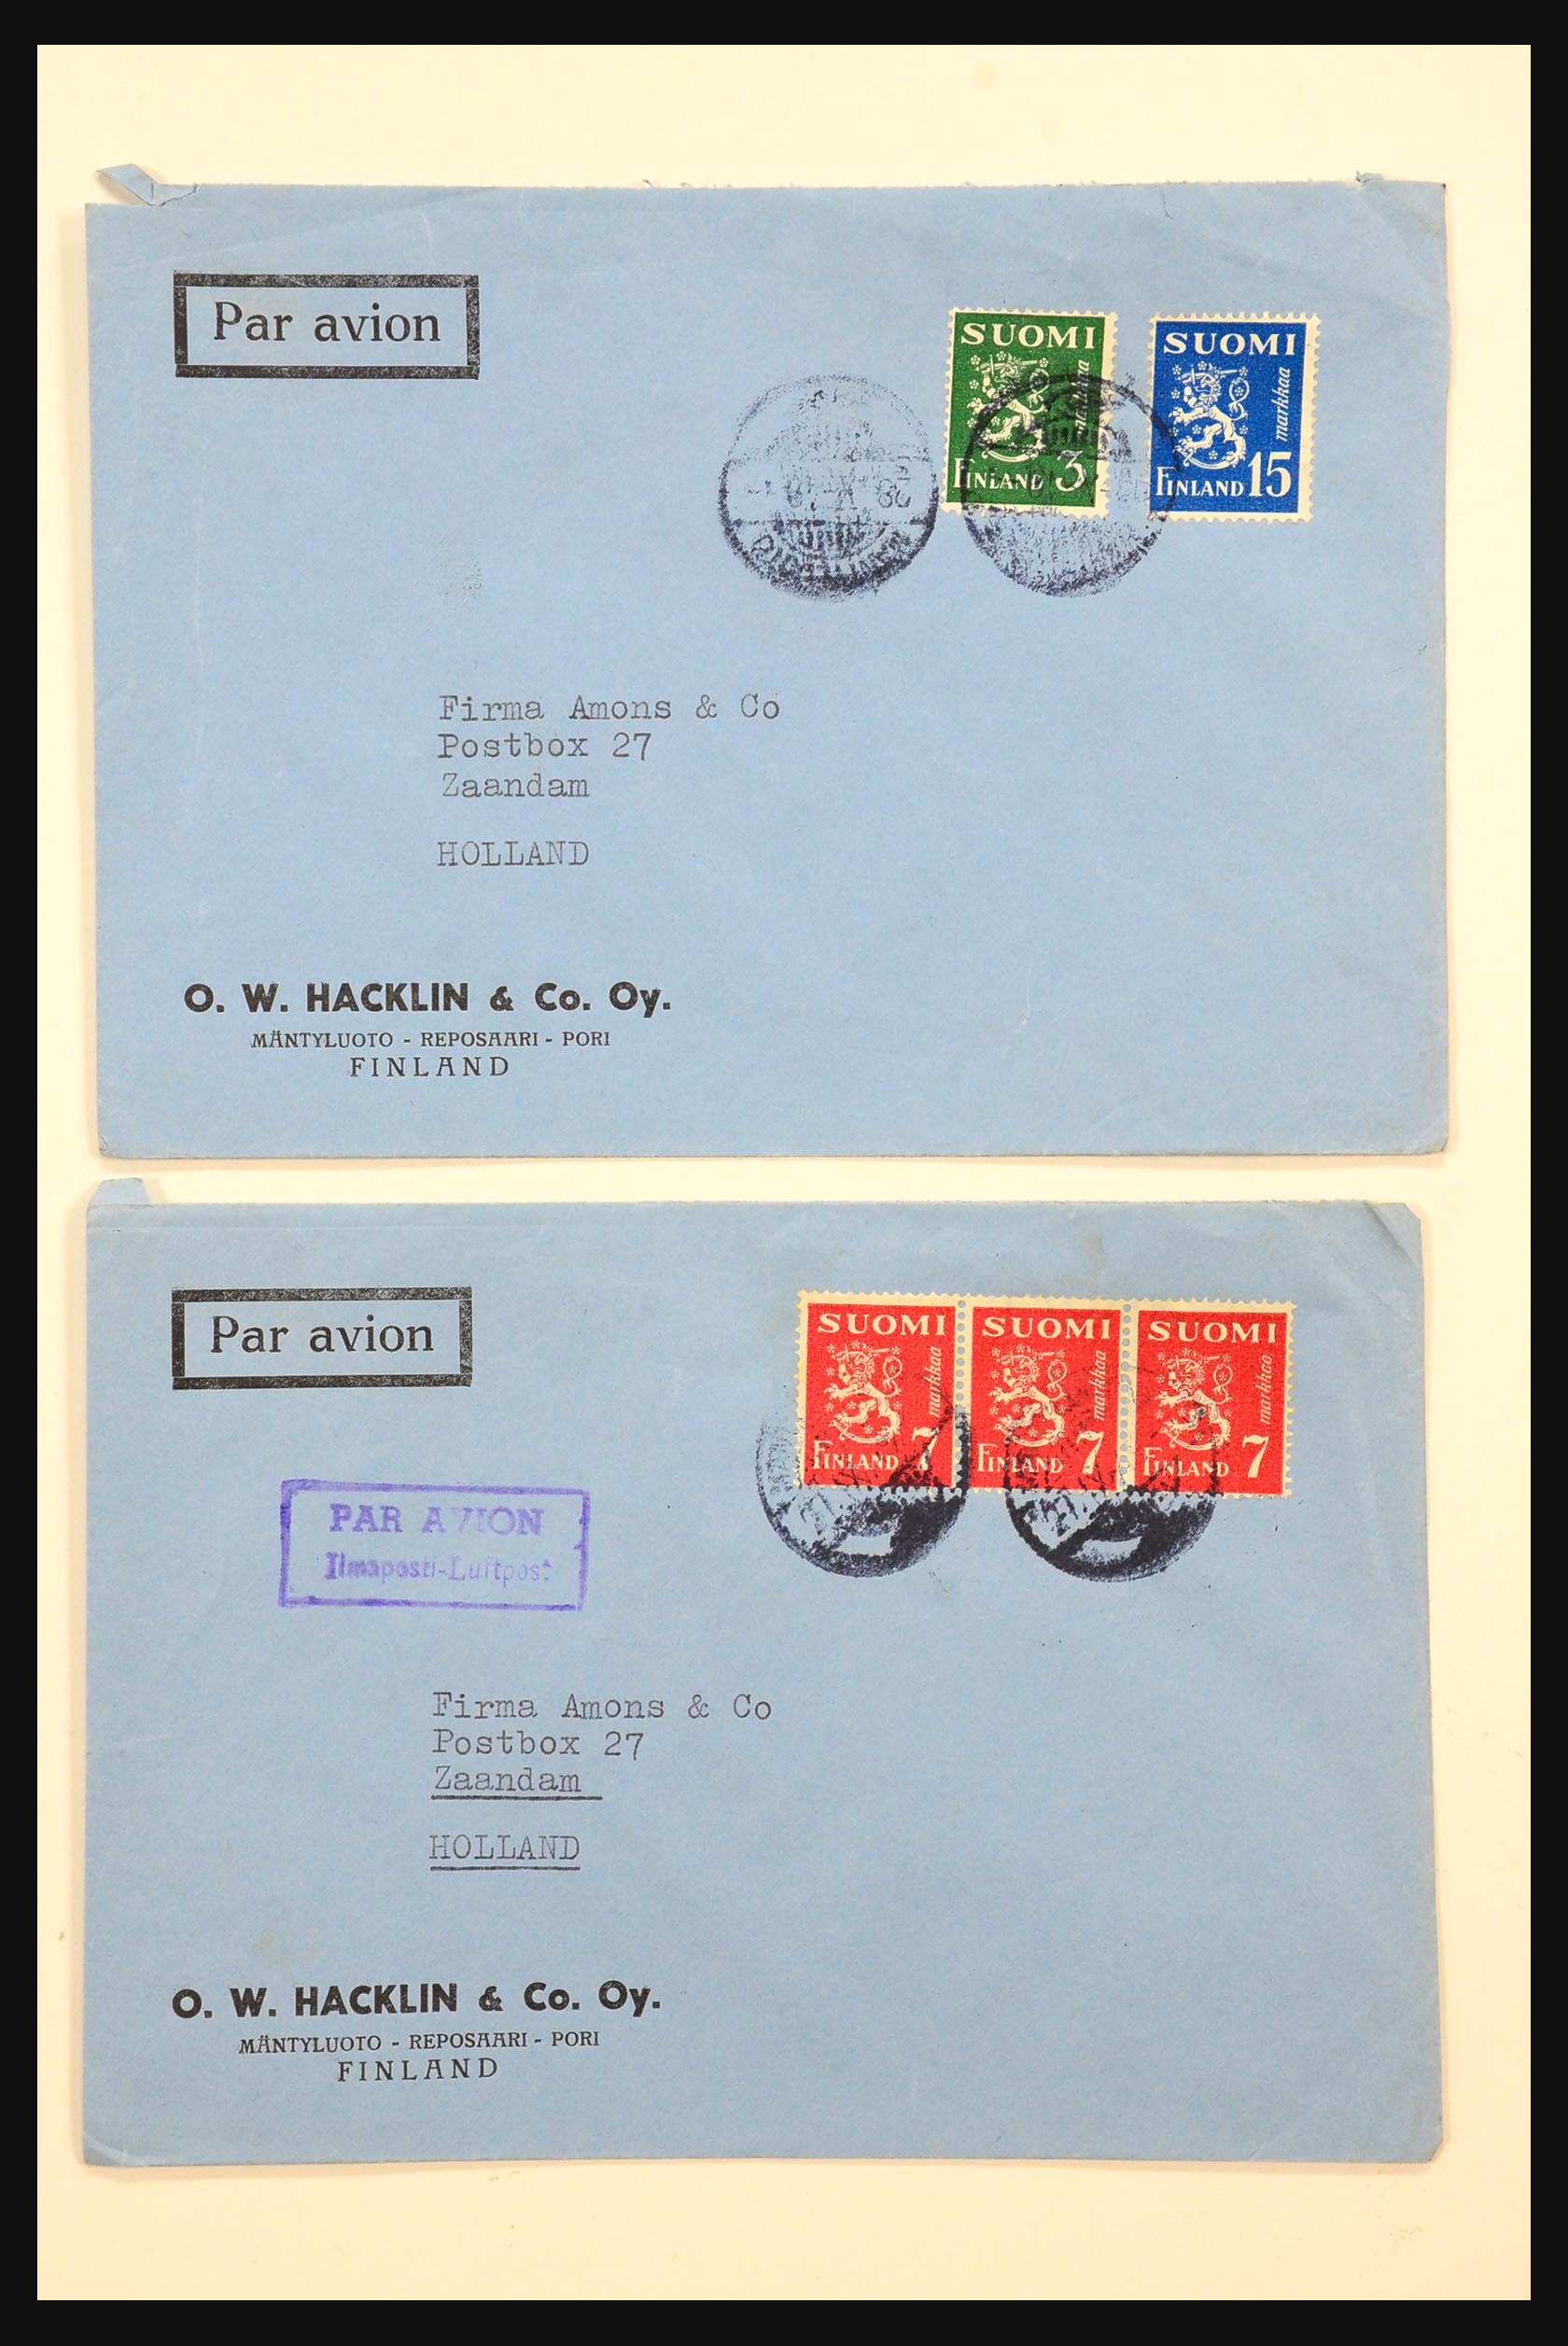 Par avion
SUOMI
markkaa
FINLAND 3
SUOMI
markkaa
FINLAND 15
Firma Amons & Co
Postbox 27
Zaandam
HOLLAND
O. W. HACKLIN & Co. Oy.
MÄNTYLUOTO - REPOSAARI - PORI
FINLAND
Par avion
SUOMI
markkaa
FINLAND 7
SUOMI
markkaa
FINLAND 7
SUOMI
markkaa
FINLAND 7
PAR AVION
Ilmaposti-Luftpost
Firma Amons & Co
Postbox 27
Zaandam
HOLLAND
O. W. HACKLIN & Co. Oy.
MÄNTYLUOTO - REPOSAARI - PORI
FINLAND